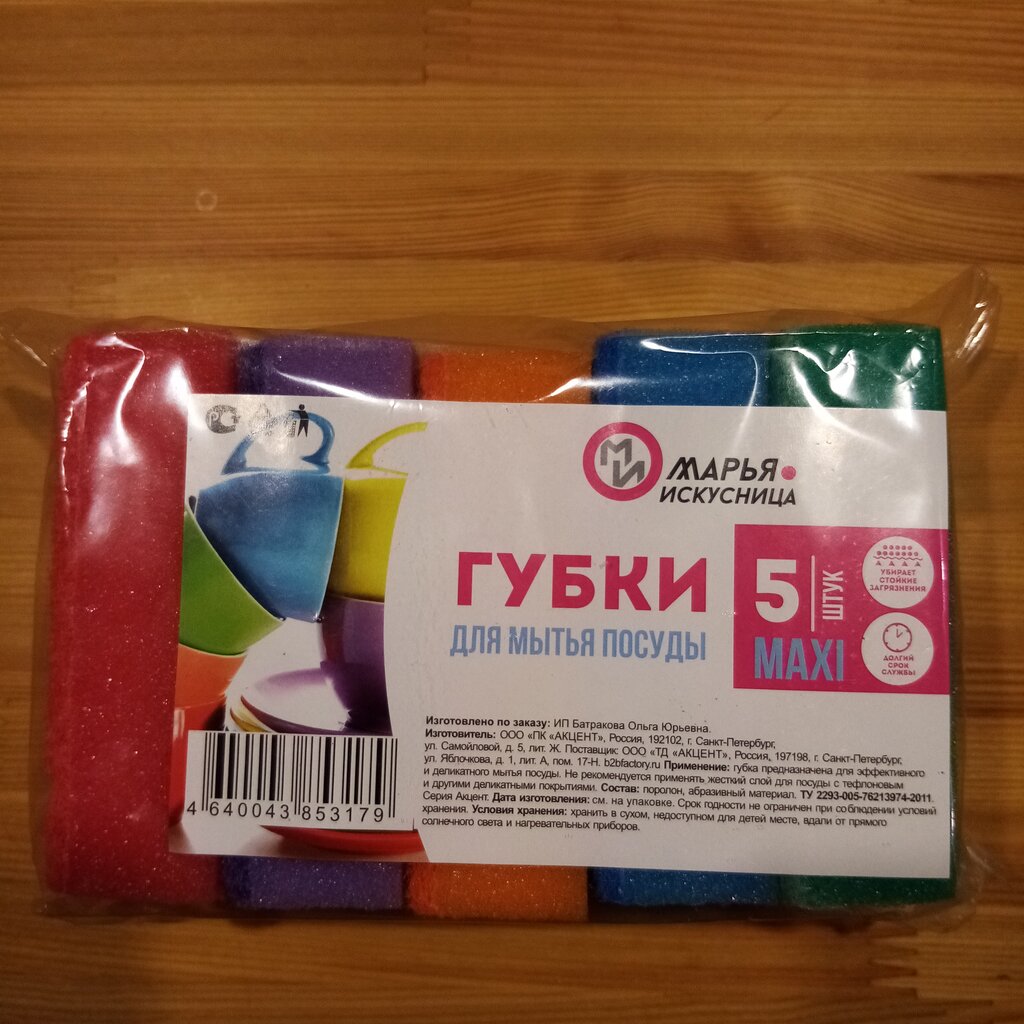 РС
МИ
МАРЬЯ
ИСКУСНИЦА
ГУБКИ
ДЛЯ МЫТЬЯ ПОСУДЫ
5 ШТУК
MAXI
УБИРАЕТ
СТОЙКИЕ
ЗАГРЯЗНЕНИЯ
ДОЛГИЙ
СРОК
СЛУЖБЫ
Изготовлено по заказу: ИП Батракова Ольга Юрьевна.
Изготовитель: ООО «ПК «АКЦЕНТ», Россия, 192102, г. Санкт-Петербург,
ул. Самойловой, д. 5, лит. Ж. Поставщик: ООО «ТД «АКЦЕНТ», Россия, 197198, г. Санкт-Петербург,
ул. Яблочкова, д. 1, лит. А, пом. 17-Н. b2bfactory.ru Применение: губка предназначена для эффективного
и деликатного мытья посуды. Не рекомендуется применять жесткий слой для посуды с тефлоновым
и другими деликатными покрытиями. Состав: поролон, абразивный материал. ТУ 2293-005-76213974-2011.
Серия Акцент. Дата изготовления: см. на упаковке. Срок годности не ограничен при соблюдении условий
хранения. Условия хранения: хранить в сухом, недоступном для детей месте, вдали от прямого
солнечного света и нагревательных приборов.
4 640043 853179